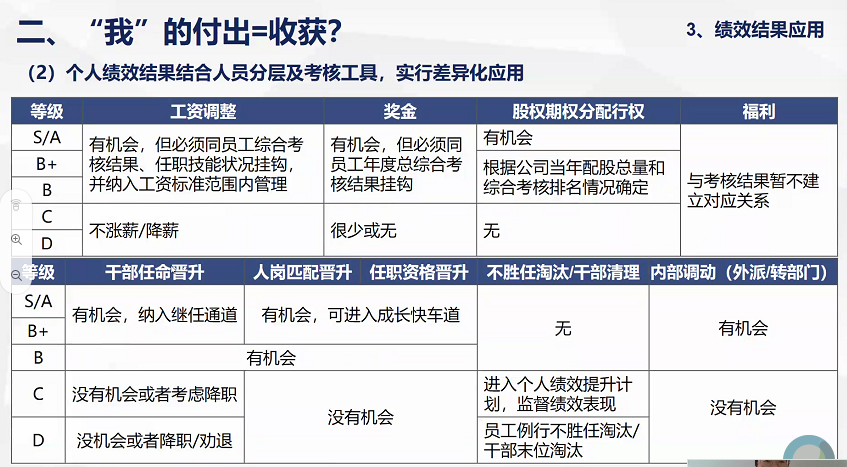 二、“我”的付出=收获？
3、绩效结果应用
（2）个人绩效结果结合人员分层及考核工具，实行差异化应用
等级 工资调整 奖金 股权期权分配行权 福利
S/A
B+
B
C
D
有机会，但必须同员工综合考
核结果、任职技能状况挂钩，
并纳入工资标准范围内管理
不涨薪/降薪
有机会，但必须同
员工年度总综合考
核结果挂钩
很少或无
有机会
根据公司当年配股总量和
综合考核排名情况确定
无
与考核结果暂不建
立对应关系
等级 干部任命晋升 人岗匹配晋升 任职资格晋升 不胜任淘汰/干部清理 内部调动（外派/转部门）
S/A
B+
B
C
D
有机会，纳入继任通道
有机会，可进入成长快车道
有机会
没有机会或者考虑降职
没机会或者降职/劝退
没有机会
无
进入个人绩效提升计
划，监督绩效表现
员工例行不胜任淘汰/
干部末位淘汰
有机会
没有机会